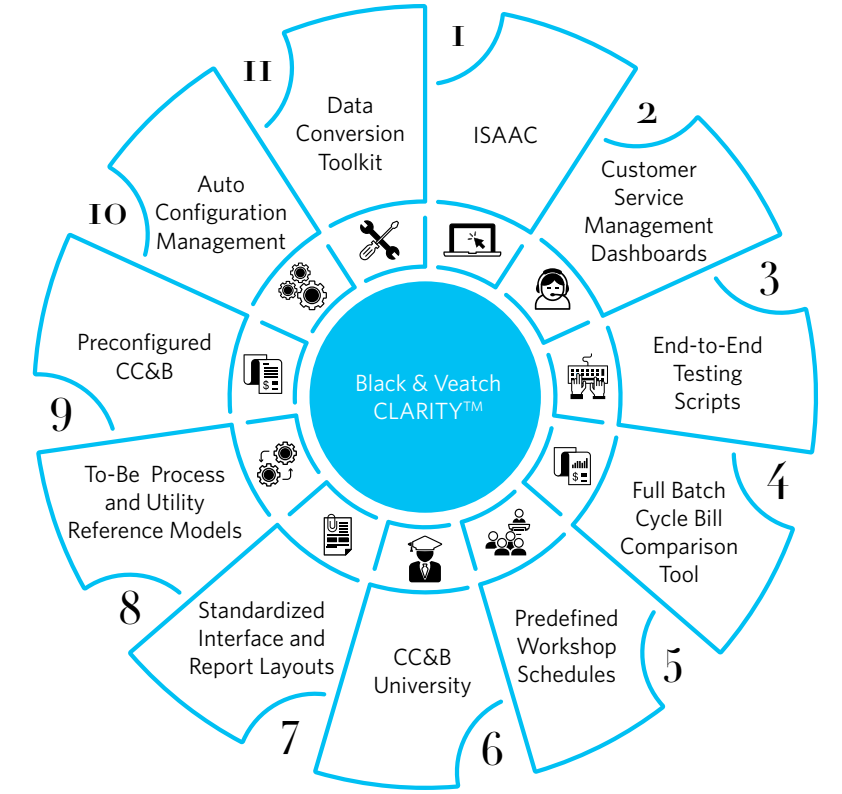 Black & Veatch
CLARITY™
1
ISAAC
2
Customer
Service
Management
Dashboards
3
End-to-End
Testing
Scripts
4
Full Batch
Cycle Bill
Comparison
Tool
5
Predefined
Workshop
Schedules
6
CC&B
University
7
Standardized
Interface and
Report Layouts
8
To-Be Process
and Utility
Reference Models
9
Preconfigured
CC&B
10
Auto
Configuration
Management
11
Data
Conversion
Toolkit